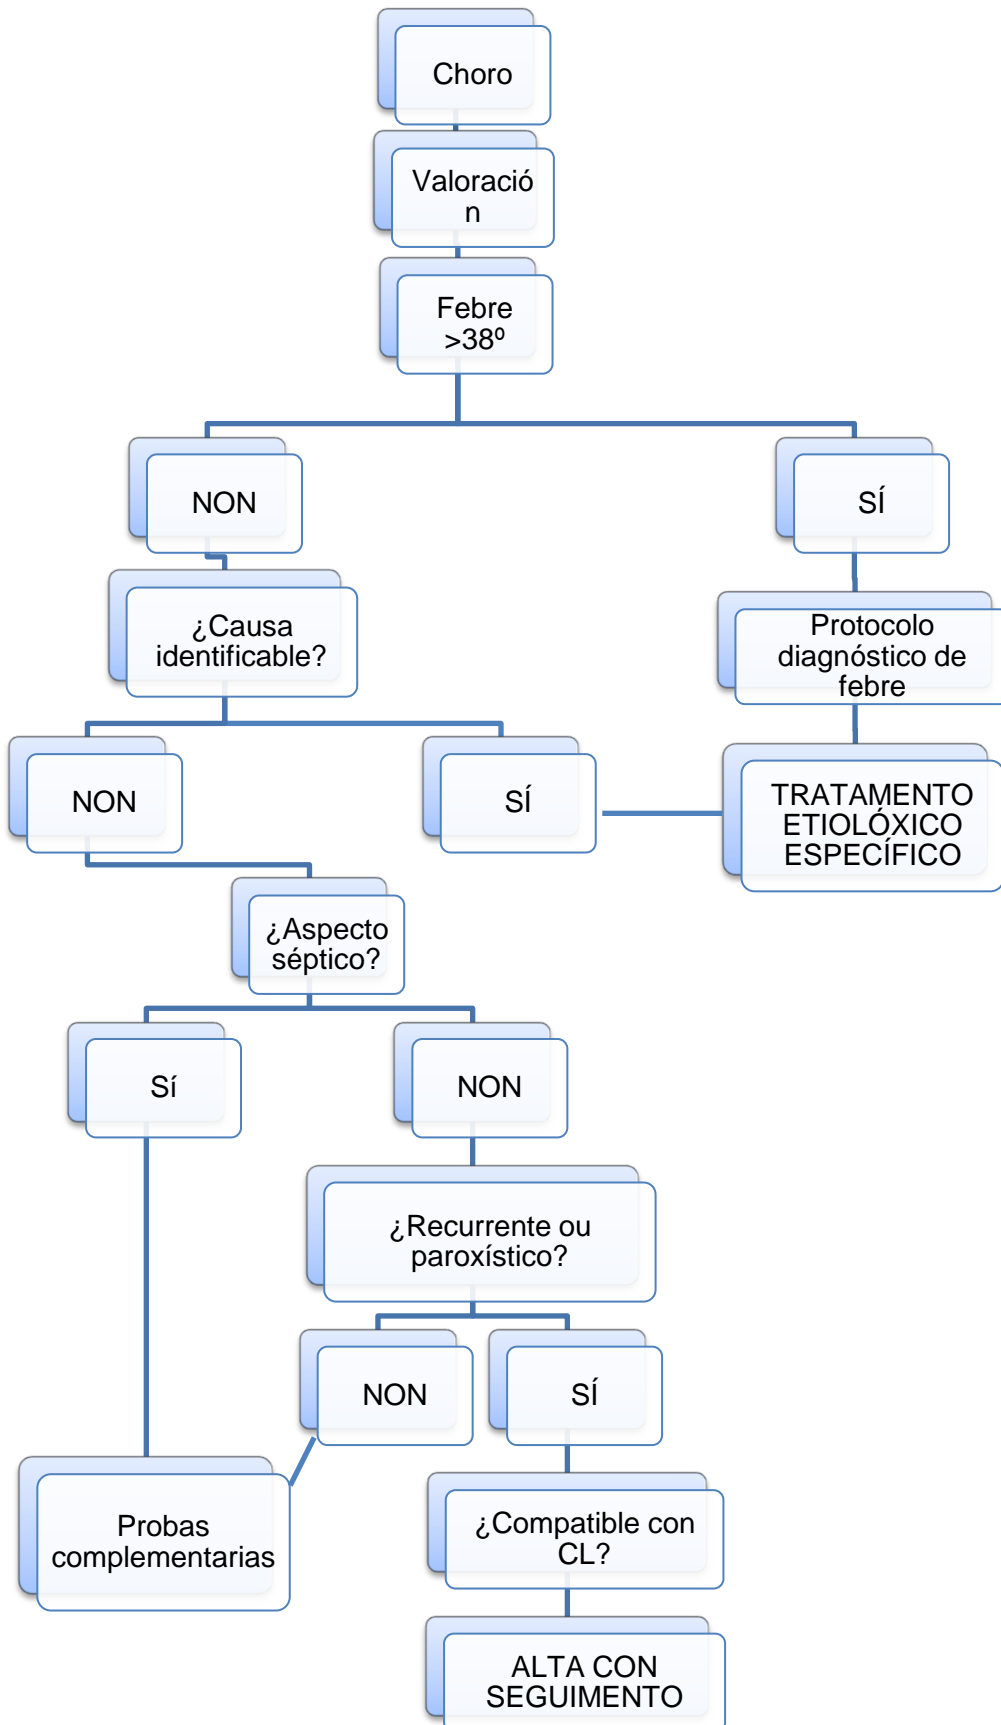 Choro
Valoració
n
Febre
>38º
NON
SÍ
¿Causa
identificable?
Protocolo
diagnóstico de
febre
NON
SÍ
TRATAMENTO
ETIOLÓXICO
ESPECÍFICO
¿Aspecto
séptico?
Sí
NON
¿Recurrente ou
paroxístico?
NON
SÍ
Probas
complementarias
¿Compatible con
CL?
ALTA CON
SEGUIMENTO